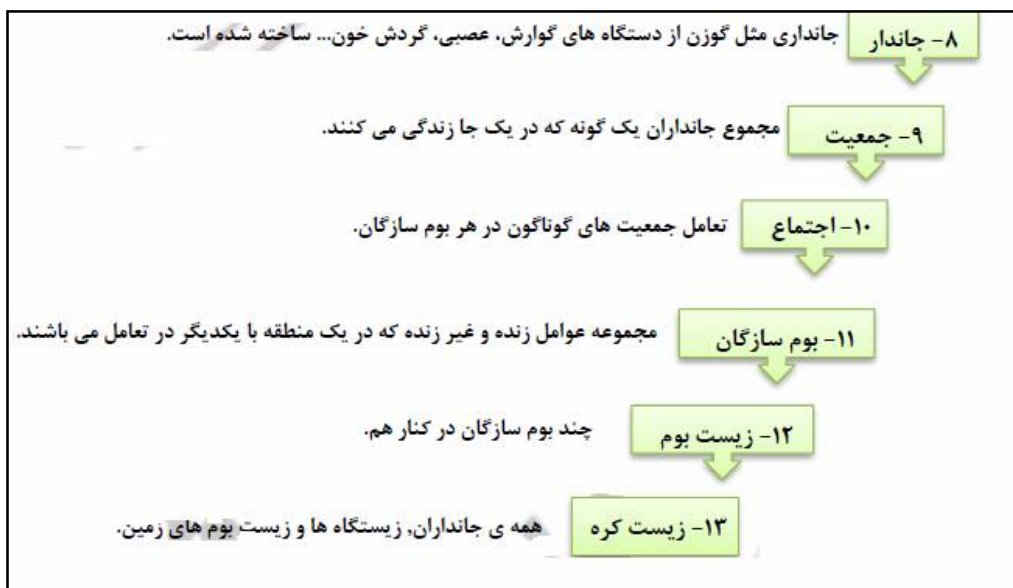 ۸- جاندار جانداری مثل گوزن از دستگاه های گوارش، عصبی، گردش خون... ساخته شده است.
۹- جمعیت مجموع جانداران یک گونه که در یک جا زندگی می کنند.
۱۰- اجتماع تعامل جمعیت های گوناگون در هر بوم سازگان.
۱۱- بوم سازگان مجموعه عوامل زنده و غیر زنده که در یک منطقه با یکدیگر در تعامل می باشند.
۱۲- زیست بوم چند بوم سازگان در کنار هم.
۱۳- زیست کره همه ی جانداران, زیستگاه ها و زیست بوم های زمین.